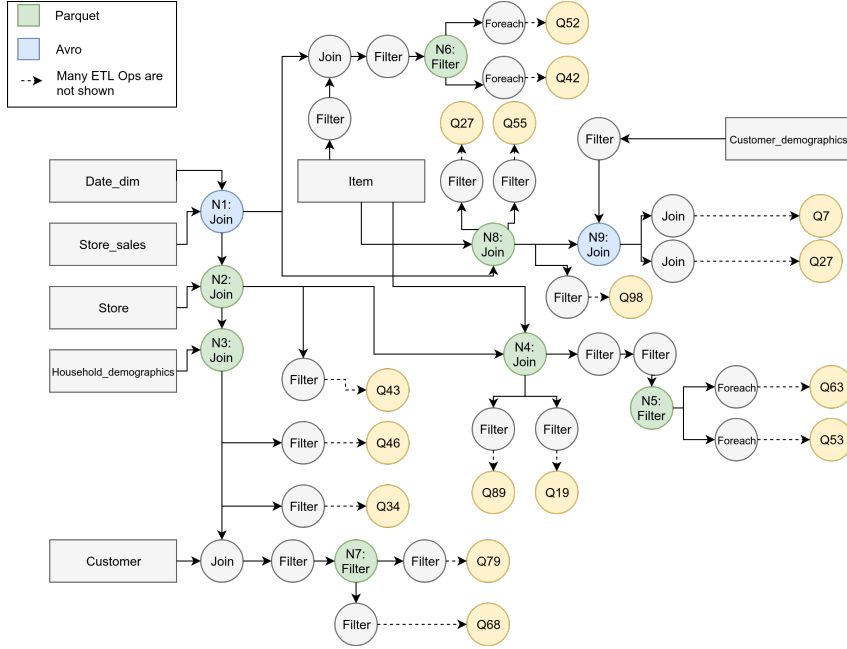 Parquet
Avro
Many ETL Ops are
not shown
Join
Filter
N6:
Filter
Foreach
Q52
Foreach
Q42
Filter
Q27
Q55
Filter
Customer_demographics
Date_dim
Item
Filter
Filter
N1:
Join
Store_sales
N8:
Join
N9:
Join
Join
Q7
Join
Q27
Store
N2:
Join
Filter
Q98
Household_demographics
N3:
Join
N4:
Join
Filter
Filter
Filter
Q43
N5:
Filter
Foreach
Q63
Foreach
Q53
Filter
Q46
Filter
Filter
Filter
Q34
Q89
Q19
Customer
Join
Filter
N7:
Filter
Filter
Q79
Filter
Q68